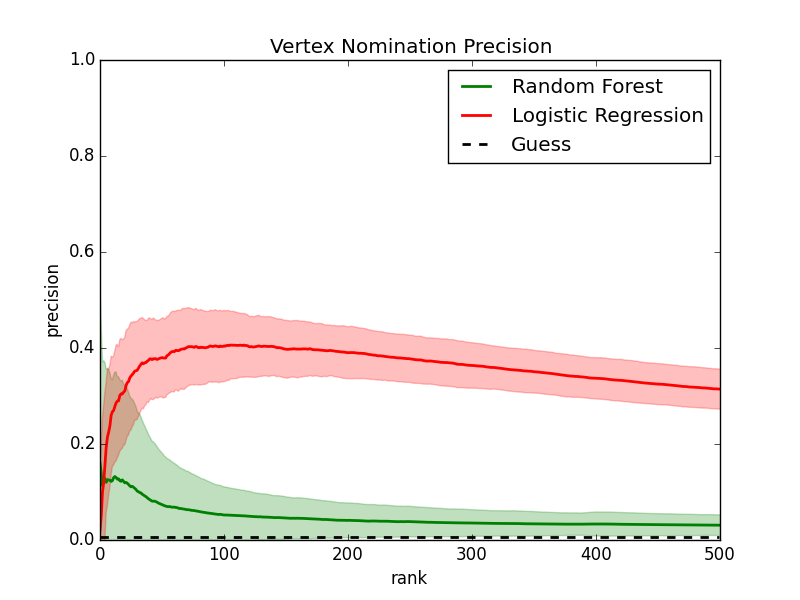 Vertex Nomination Precision
1.0
0.8
0.6
0.4
0.2
0.0
precision
Random Forest
Logistic Regression
Guess
0 100 200 300 400 500
rank